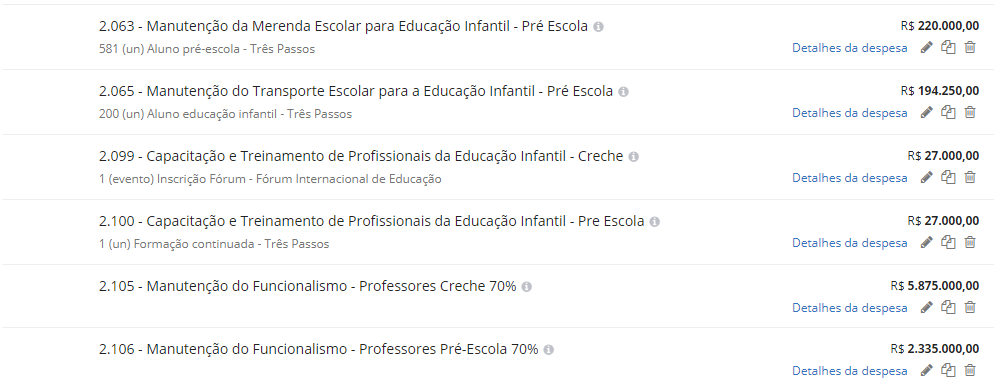 2.063 - Manutenção da Merenda Escolar para Educação Infantil - Pré Escola
R$ 220.000,00
581 (un) Aluno pré-escola - Três Passos
Detalhes da despesa
2.065 - Manutenção do Transporte Escolar para a Educação Infantil - Pré Escola
R$ 194.250,00
200 (un) Aluno educação infantil - Três Passos
Detalhes da despesa
2.099 - Capacitação e Treinamento de Profissionais da Educação Infantil - Creche
R$ 27.000,00
1 (evento) Inscrição Fórum - Fórum Internacional de Educação
Detalhes da despesa
2.100 - Capacitação e Treinamento de Profissionais da Educação Infantil - Pre Escola
R$ 27.000,00
1 (un) Formação continuada - Três Passos
Detalhes da despesa
2.105 - Manutenção do Funcionalismo - Professores Creche 70%
R$ 5.875.000,00
Detalhes da despesa
2.106 - Manutenção do Funcionalismo - Professores Pré-Escola 70%
R$ 2.335.000,00
Detalhes da despesa